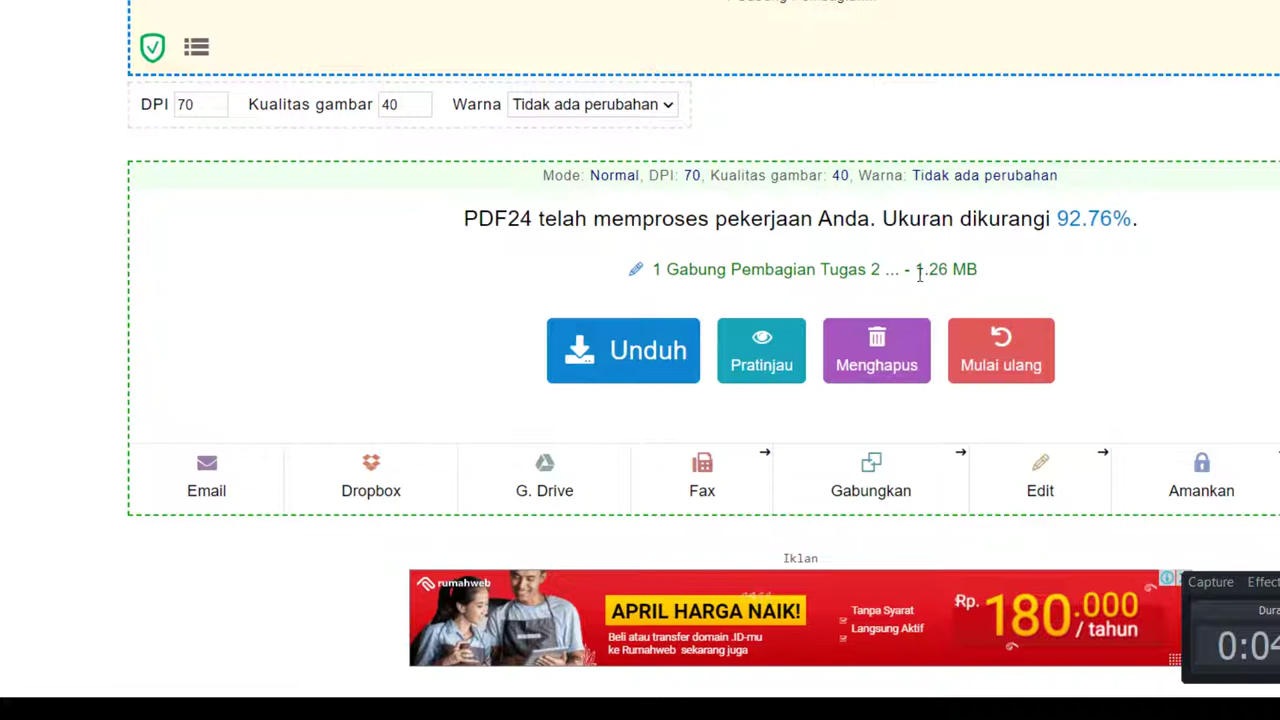 DPI 70 Kualitas gambar 40 Warna Tidak ada perubahan
Mode: Normal, DPI: 70, Kualitas gambar: 40, Warna: Tidak ada perubahan
PDF24 telah memproses pekerjaan Anda. Ukuran dikurangi 92.76%.
1 Gabung Pembagian Tugas 2 ... - 1.26 MB
Unduh
Pratinjau
Menghapus
Mulai ulang
Email
Dropbox
G. Drive
Fax
Gabungkan
Edit
Amankan
Iklan
rumahweb
APRIL HARGA NAIK!
Beli atau transfer domain .ID-mu
ke Rumahweb sekarang juga
Tanpa Syarat
Langsung Aktif
Rp. 180.000
/ tahun
Capture
Dura
0:04